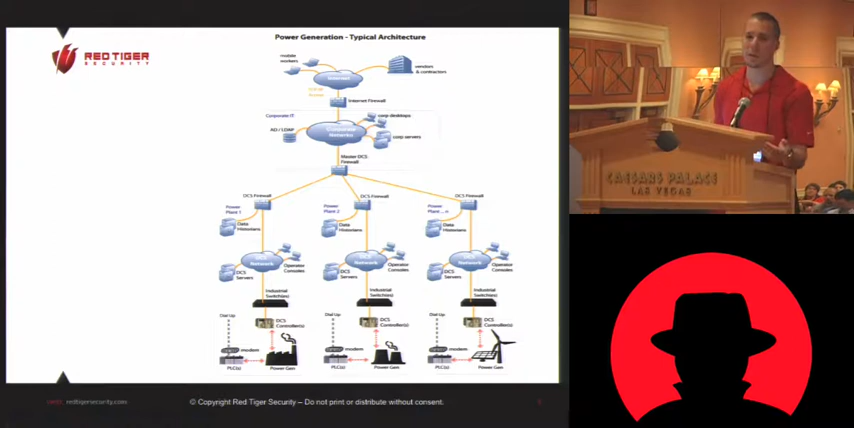 Power Generation - Typical Architecture
RED TIGER
SECURITY
mobile
workers
Internet
vendors
& contractors
Internet Firewall
Corporate IT
corp desktops
AD / LDAP
Corporate
Networks
corp servers
Master DCS
Firewall
DCS Firewall
DCS Firewall
DCS Firewall
Power
Plant 1
Power
Plant 2
Power
Plant ... n
Data
Historians
Data
Historians
Data
Historians
DCS
Network
DCS
Network
DCS
Network
Operator
Consoles
Operator
Consoles
Operator
Consoles
DCS
Servers
DCS
Servers
DCS
Servers
Industrial
Switch(es)
Industrial
Switch(es)
Industrial
Switch(es)
Dial Up
Dial Up
Dial Up
DCS
Controller(s)
DCS
Controller(s)
DCS
Controller(s)
modem
modem
modem
PLC(s)
Power Gen
PLC(s)
Power Gen
PLC(s)
Power Gen
redtigersecurity.com
© Copyright Red Tiger Security – Do not print or distribute without consent.
CAESARS PALACE
LAS VEGAS